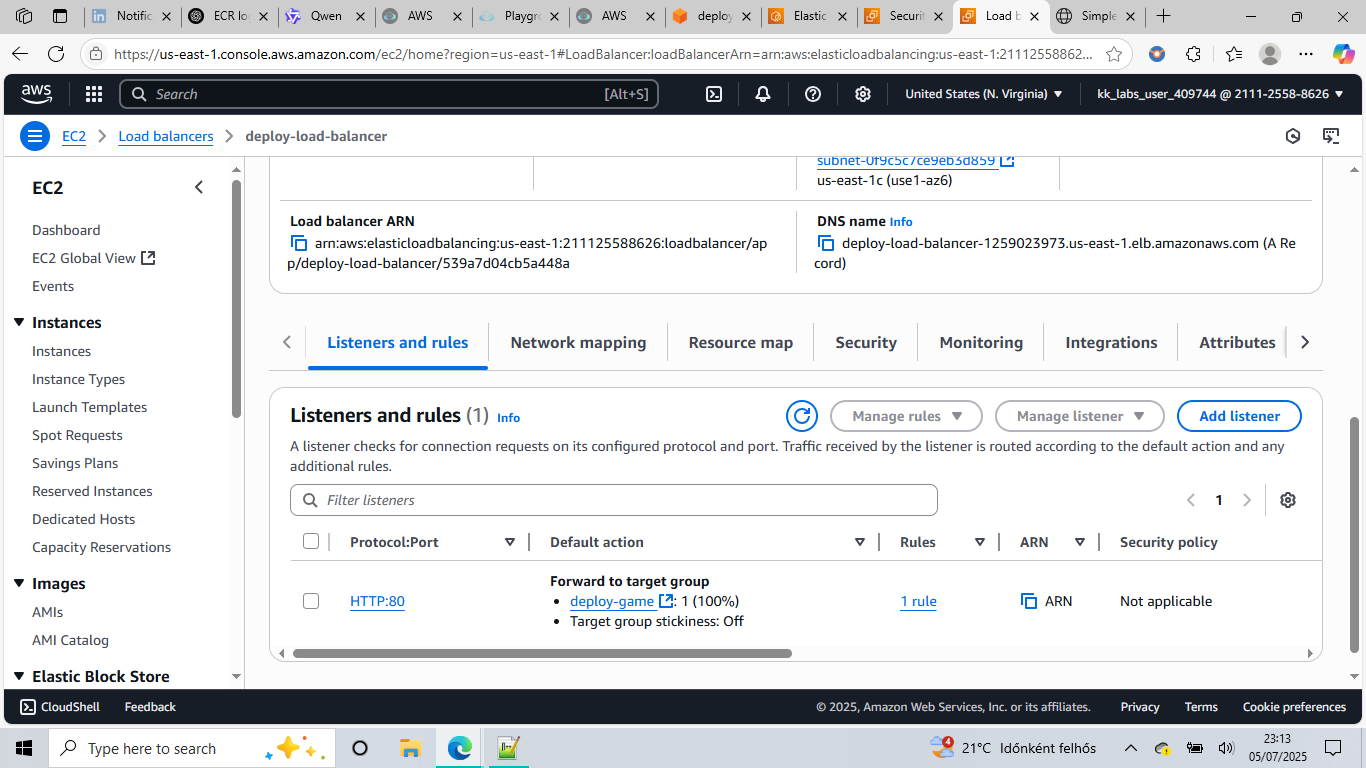 Notific
ECR lo
Qwen
AWS
Playgr
AWS
deploy
Elastic
Securit
Load b
Simple
https://us-east-1.console.aws.amazon.com/ec2/home?region=us-east-1#LoadBalancer:loadBalancerArn=arn:aws:elasticloadbalancing:us-east-1:21112558862...
aws
Search
[Alt+S]
United States (N. Virginia)
kk_labs_user_409744 @ 2111-2558-8626
EC2
Load balancers
deploy-load-balancer
EC2
Dashboard
EC2 Global View
Events
Instances
Instances
Instance Types
Launch Templates
Spot Requests
Savings Plans
Reserved Instances
Dedicated Hosts
Capacity Reservations
Images
AMIs
AMI Catalog
Elastic Block Store
subnet-0f9c5c7ce9eb3d859
us-east-1c (use1-az6)
Load balancer ARN
arn:aws:elasticloadbalancing:us-east-1:211125588626:loadbalancer/ap
p/deploy-load-balancer/539a7d04cb5a448a
DNS name Info
deploy-load-balancer-1259023973.us-east-1.elb.amazonaws.com (A Re
cord)
Listeners and rules
Network mapping
Resource map
Security
Monitoring
Integrations
Attributes
Listeners and rules (1) Info
Manage rules
Manage listener
Add listener
A listener checks for connection requests on its configured protocol and port. Traffic received by the listener is routed according to the default action and any
additional rules.
Filter listeners
1
Protocol:Port
Default action
Rules
ARN
Security policy
HTTP:80
Forward to target group
• deploy-game : 1 (100%)
• Target group stickiness: Off
1 rule
ARN
Not applicable
CloudShell
Feedback
© 2025, Amazon Web Services, Inc. or its affiliates.
Privacy
Terms
Cookie preferences
Type here to search
4
21°C Időnként felhős
23:13
05/07/2025